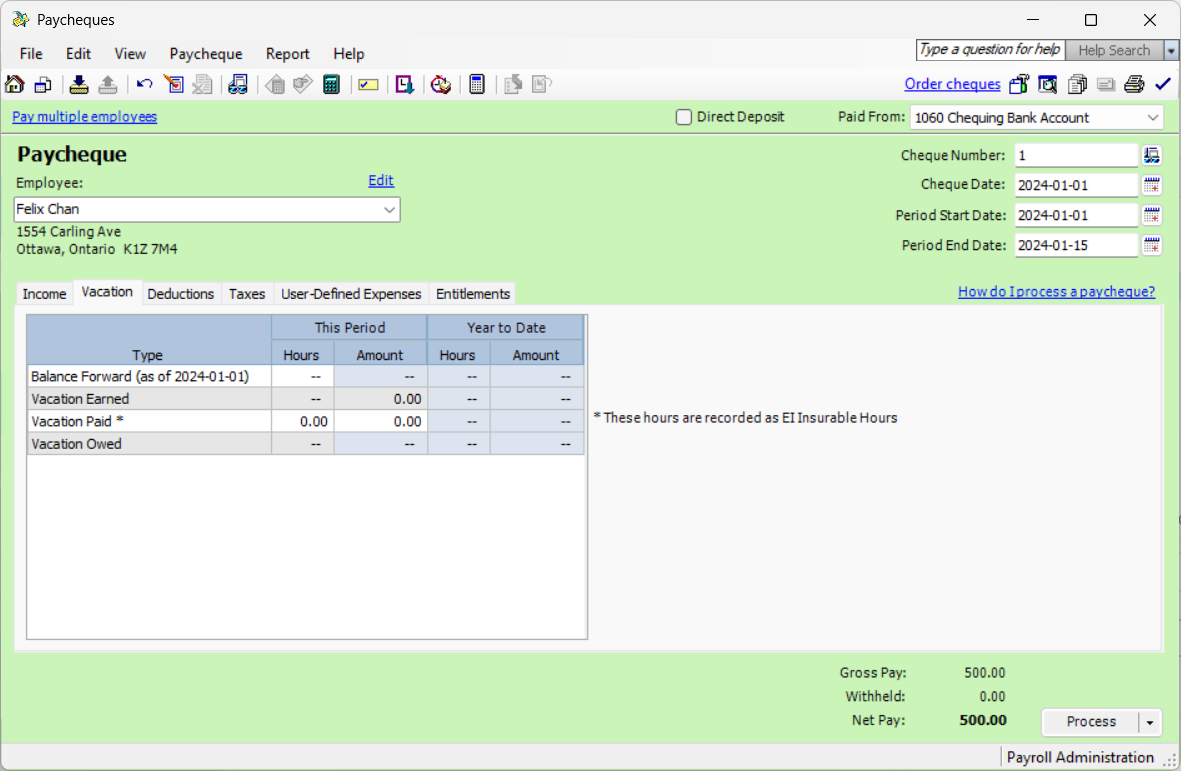 Paycheques
File Edit View Paycheque Report Help
Type a question for help Help Search
Order cheques
Pay multiple employees
Direct Deposit
Paid From: 1060 Chequing Bank Account
Paycheque
Employee: Edit
Felix Chan
1554 Carling Ave
Ottawa, Ontario K1Z 7M4
Cheque Number: 1
Cheque Date: 2024-01-01
Period Start Date: 2024-01-01
Period End Date: 2024-01-15
Income Vacation Deductions Taxes User-Defined Expenses Entitlements
How do I process a paycheque?
This Period Year to Date
Type Hours Amount Hours Amount
Balance Forward (as of 2024-01-01) -- -- -- --
Vacation Earned -- 0.00 -- --
Vacation Paid * 0.00 0.00 -- --
Vacation Owed -- -- -- --
* These hours are recorded as EI Insurable Hours
Gross Pay: 500.00
Withheld: 0.00
Net Pay: 500.00
Process
Payroll Administration